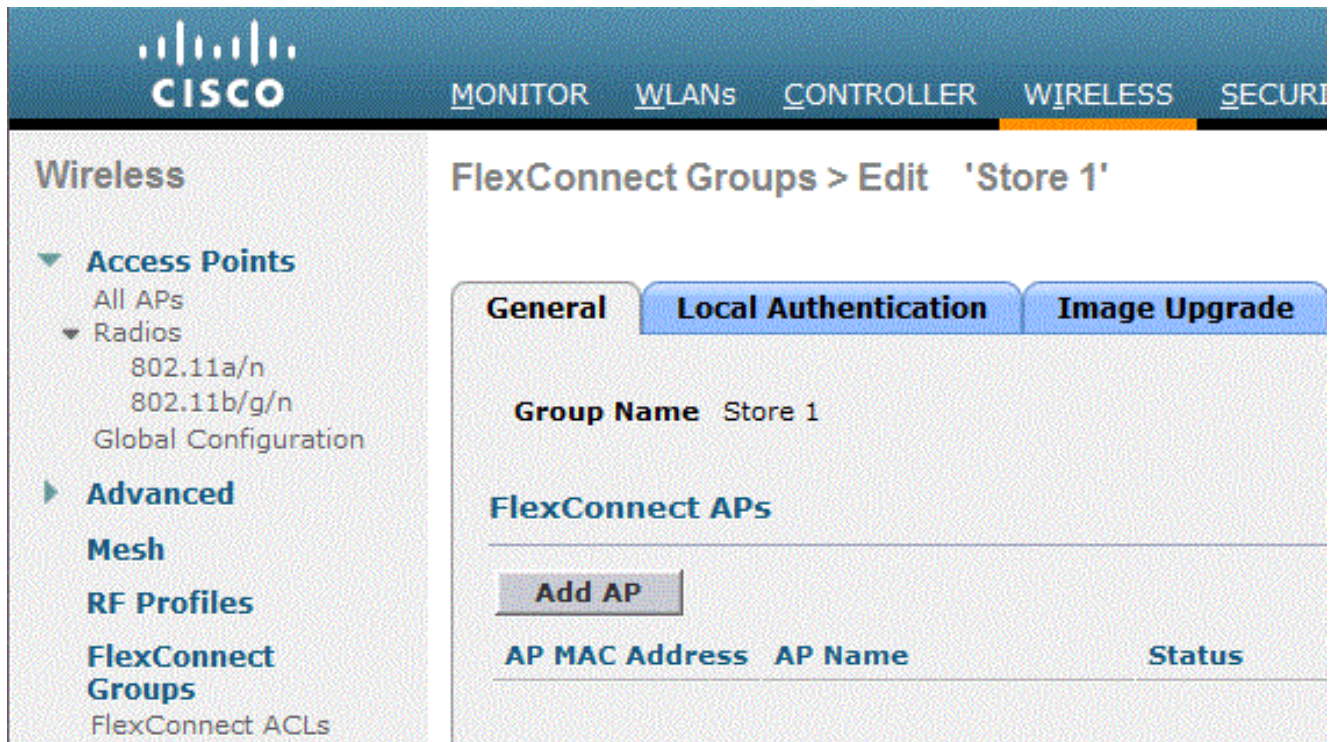 CISCO
MONITOR WLANs CONTROLLER WIRELESS SECURI
Wireless
Access Points
All APs
Radios
802.11a/n
802.11b/g/n
Global Configuration
Advanced
Mesh
RF Profiles
FlexConnect
Groups
FlexConnect ACLs
FlexConnect Groups > Edit 'Store 1'
General Local Authentication Image Upgrade
Group Name Store 1
FlexConnect APs
Add AP
AP MAC Address AP Name Status